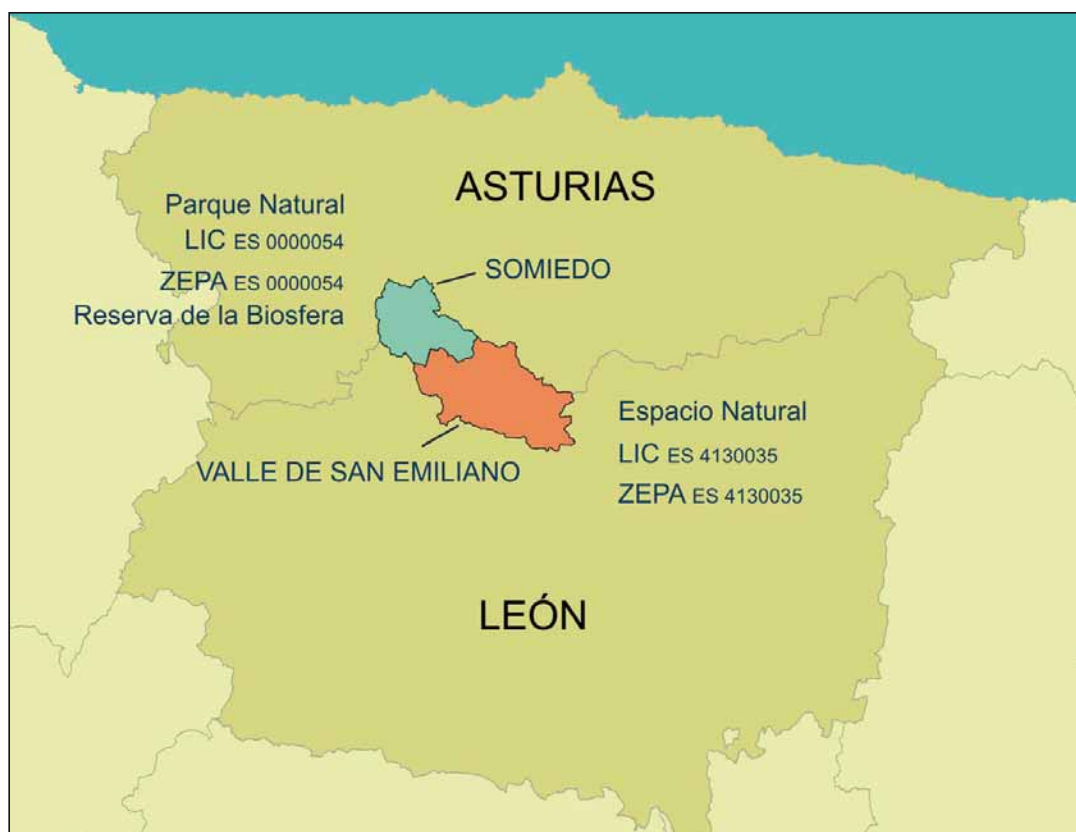 ASTURIAS
Parque Natural
LIC ES 0000054
ZEPA ES 0000054
Reserva de la Biosfera
SOMIEDO
Espacio Natural
LIC ES 4130035
ZEPA ES 4130035
VALLE DE SAN EMILIANO
LEÓN